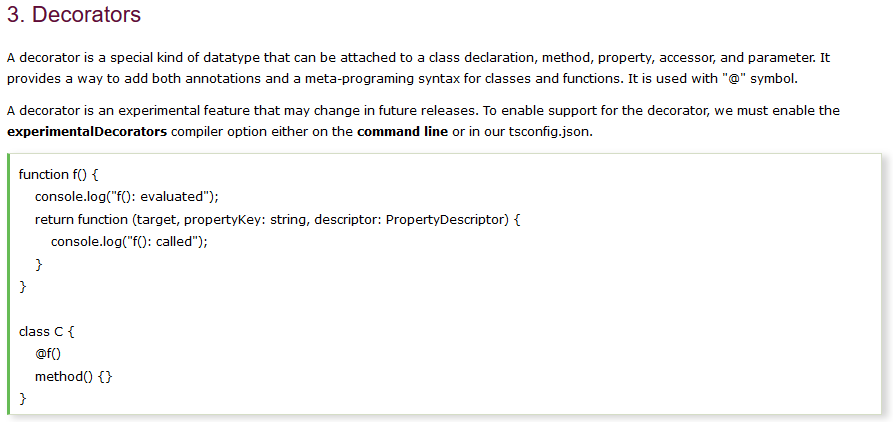 3. Decorators
A decorator is a special kind of datatype that can be attached to a class declaration, method, property, accessor, and parameter. It
provides a way to add both annotations and a meta-programing syntax for classes and functions. It is used with "@" symbol.
A decorator is an experimental feature that may change in future releases. To enable support for the decorator, we must enable the
experimentalDecorators compiler option either on the command line or in our tsconfig.json.
function f() {
    console.log("f(): evaluated");
    return function (target, propertyKey: string, descriptor: PropertyDescriptor) {
        console.log("f(): called");
    }
}
class C {
    @f()
    method() {}
}